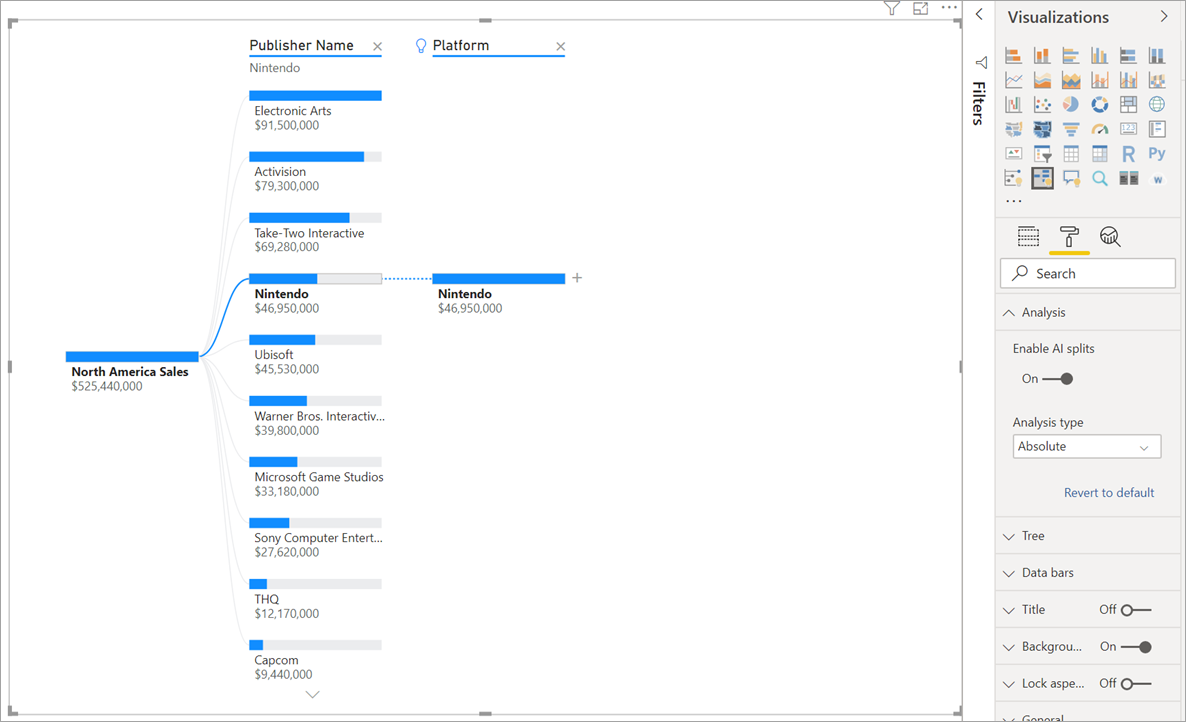 Publisher Name
Platform
Nintendo
Electronic Arts
$91,500,000
Activision
$79,300,000
Take-Two Interactive
$69,280,000
Nintendo
$46,950,000
Nintendo
$46,950,000
Ubisoft
$45,530,000
North America Sales
$525,440,000
Warner Bros. Interactiv...
$39,800,000
Microsoft Game Studios
$33,180,000
Sony Computer Entert...
$27,620,000
THQ
$12,170,000
Capcom
$9,440,000
Filters
Visualizations
123
R
Py
Search
Analysis
Enable AI splits
On
Analysis type
Absolute
Revert to default
Tree
Data bars
Title Off
Backgrou... On
Lock aspe... Off
General